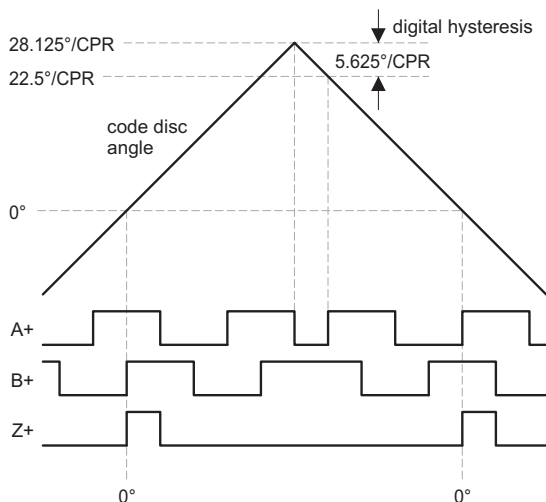 digital hysteresis
28.125°/CPR
5.625°/CPR
22.5°/CPR
code disc
angle
0°
A+
B+
Z+
0°
0°